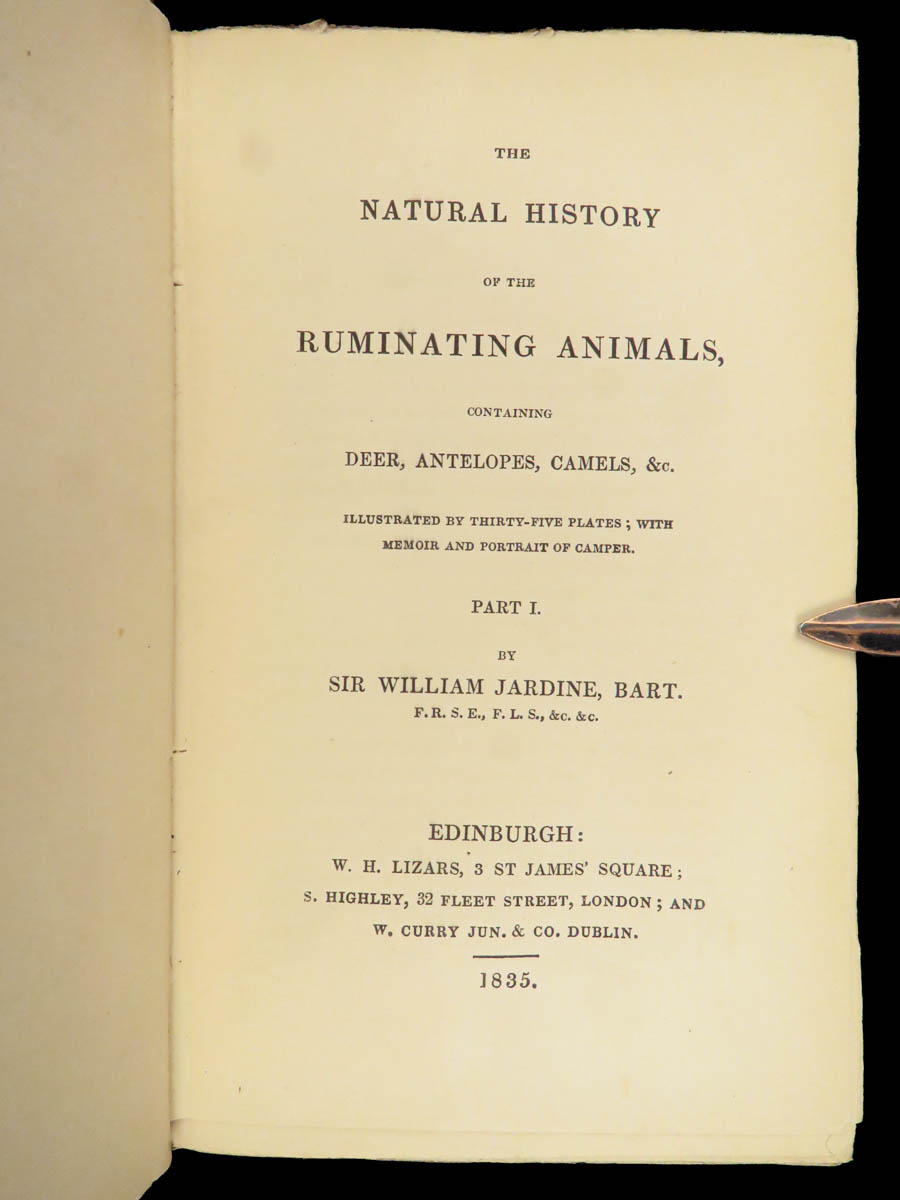 THE
NATURAL HISTORY
OF THE
RUMINATING ANIMALS,
CONTAINING
DEER, ANTELOPES, CAMELS, &c.
ILLUSTRATED BY THIRTY-FIVE PLATES; WITH
MEMOIR AND PORTRAIT OF CAMPER.
PART I.
BY
SIR WILLIAM JARDINE, BART.
F. R. S. E., F. L. S., &c. &c.
EDINBURGH:
W. H. LIZARS, 3 ST JAMES' SQUARE;
S. HIGHLEY, 32 FLEET STREET, LONDON; AND
W. CURRY JUN. & CO. DUBLIN.
1835.